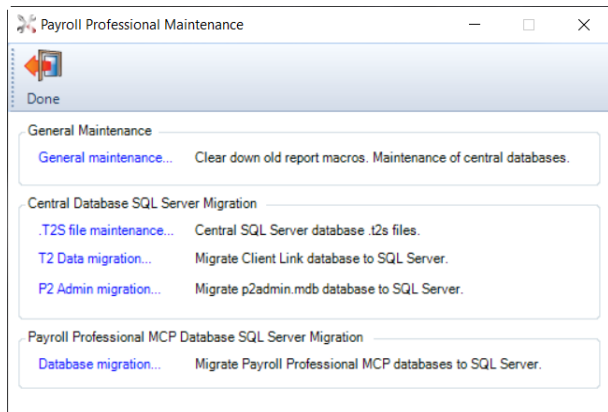 Payroll Professional Maintenance
Done
General Maintenance
General maintenance... Clear down old report macros. Maintenance of central databases.
Central Database SQL Server Migration
.T2S file maintenance... Central SQL Server database .t2s files.
T2 Data migration... Migrate Client Link database to SQL Server.
P2 Admin migration... Migrate p2admin.mdb database to SQL Server.
Payroll Professional MCP Database SQL Server Migration
Database migration... Migrate Payroll Professional MCP databases to SQL Server.